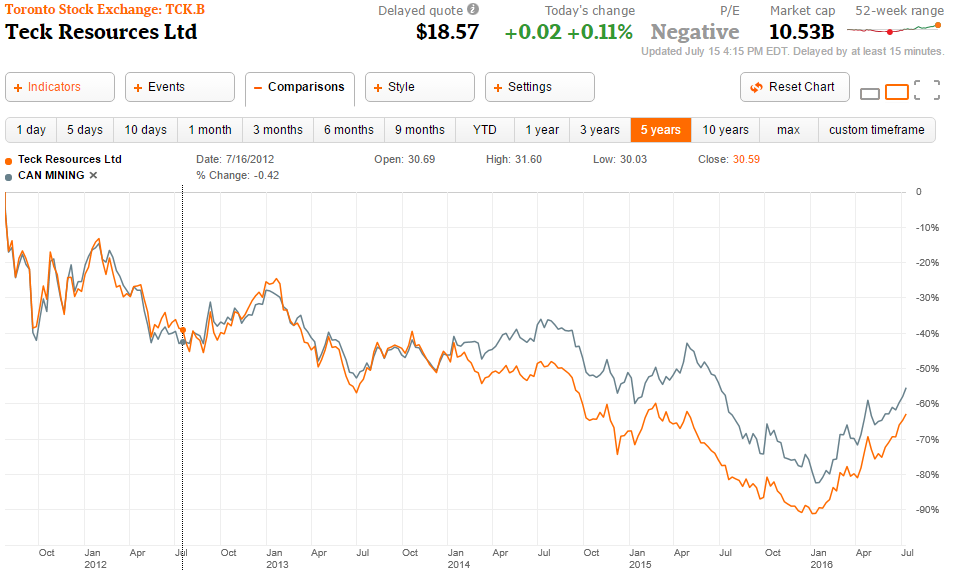 Toronto Stock Exchange: TCK.B
Teck Resources Ltd
Delayed quote
$18.57
Today's change
+0.02 +0.11%
P/E
Negative
Market cap
10.53B
52-week range
Updated July 15 4:15 PM EDT. Delayed by at least 15 minutes.
+ Indicators
+ Events
− Comparisons
+ Style
+ Settings
Reset Chart
1 day 5 days 10 days 1 month 3 months 6 months 9 months YTD 1 year 3 years 5 years 10 years max custom timeframe
Teck Resources Ltd Date: 7/16/2012 Open: 30.69 High: 31.60 Low: 30.03 Close: 30.59
CAN MINING ✕ % Change: -0.42
0
-10%
-20%
-30%
-40%
-50%
-60%
-70%
-80%
-90%
Oct Jan Apr Jul Oct Jan Apr Jul Oct Jan Apr Jul Oct Jan Apr Jul Oct Jan Apr Jul
2012 2013 2014 2015 2016